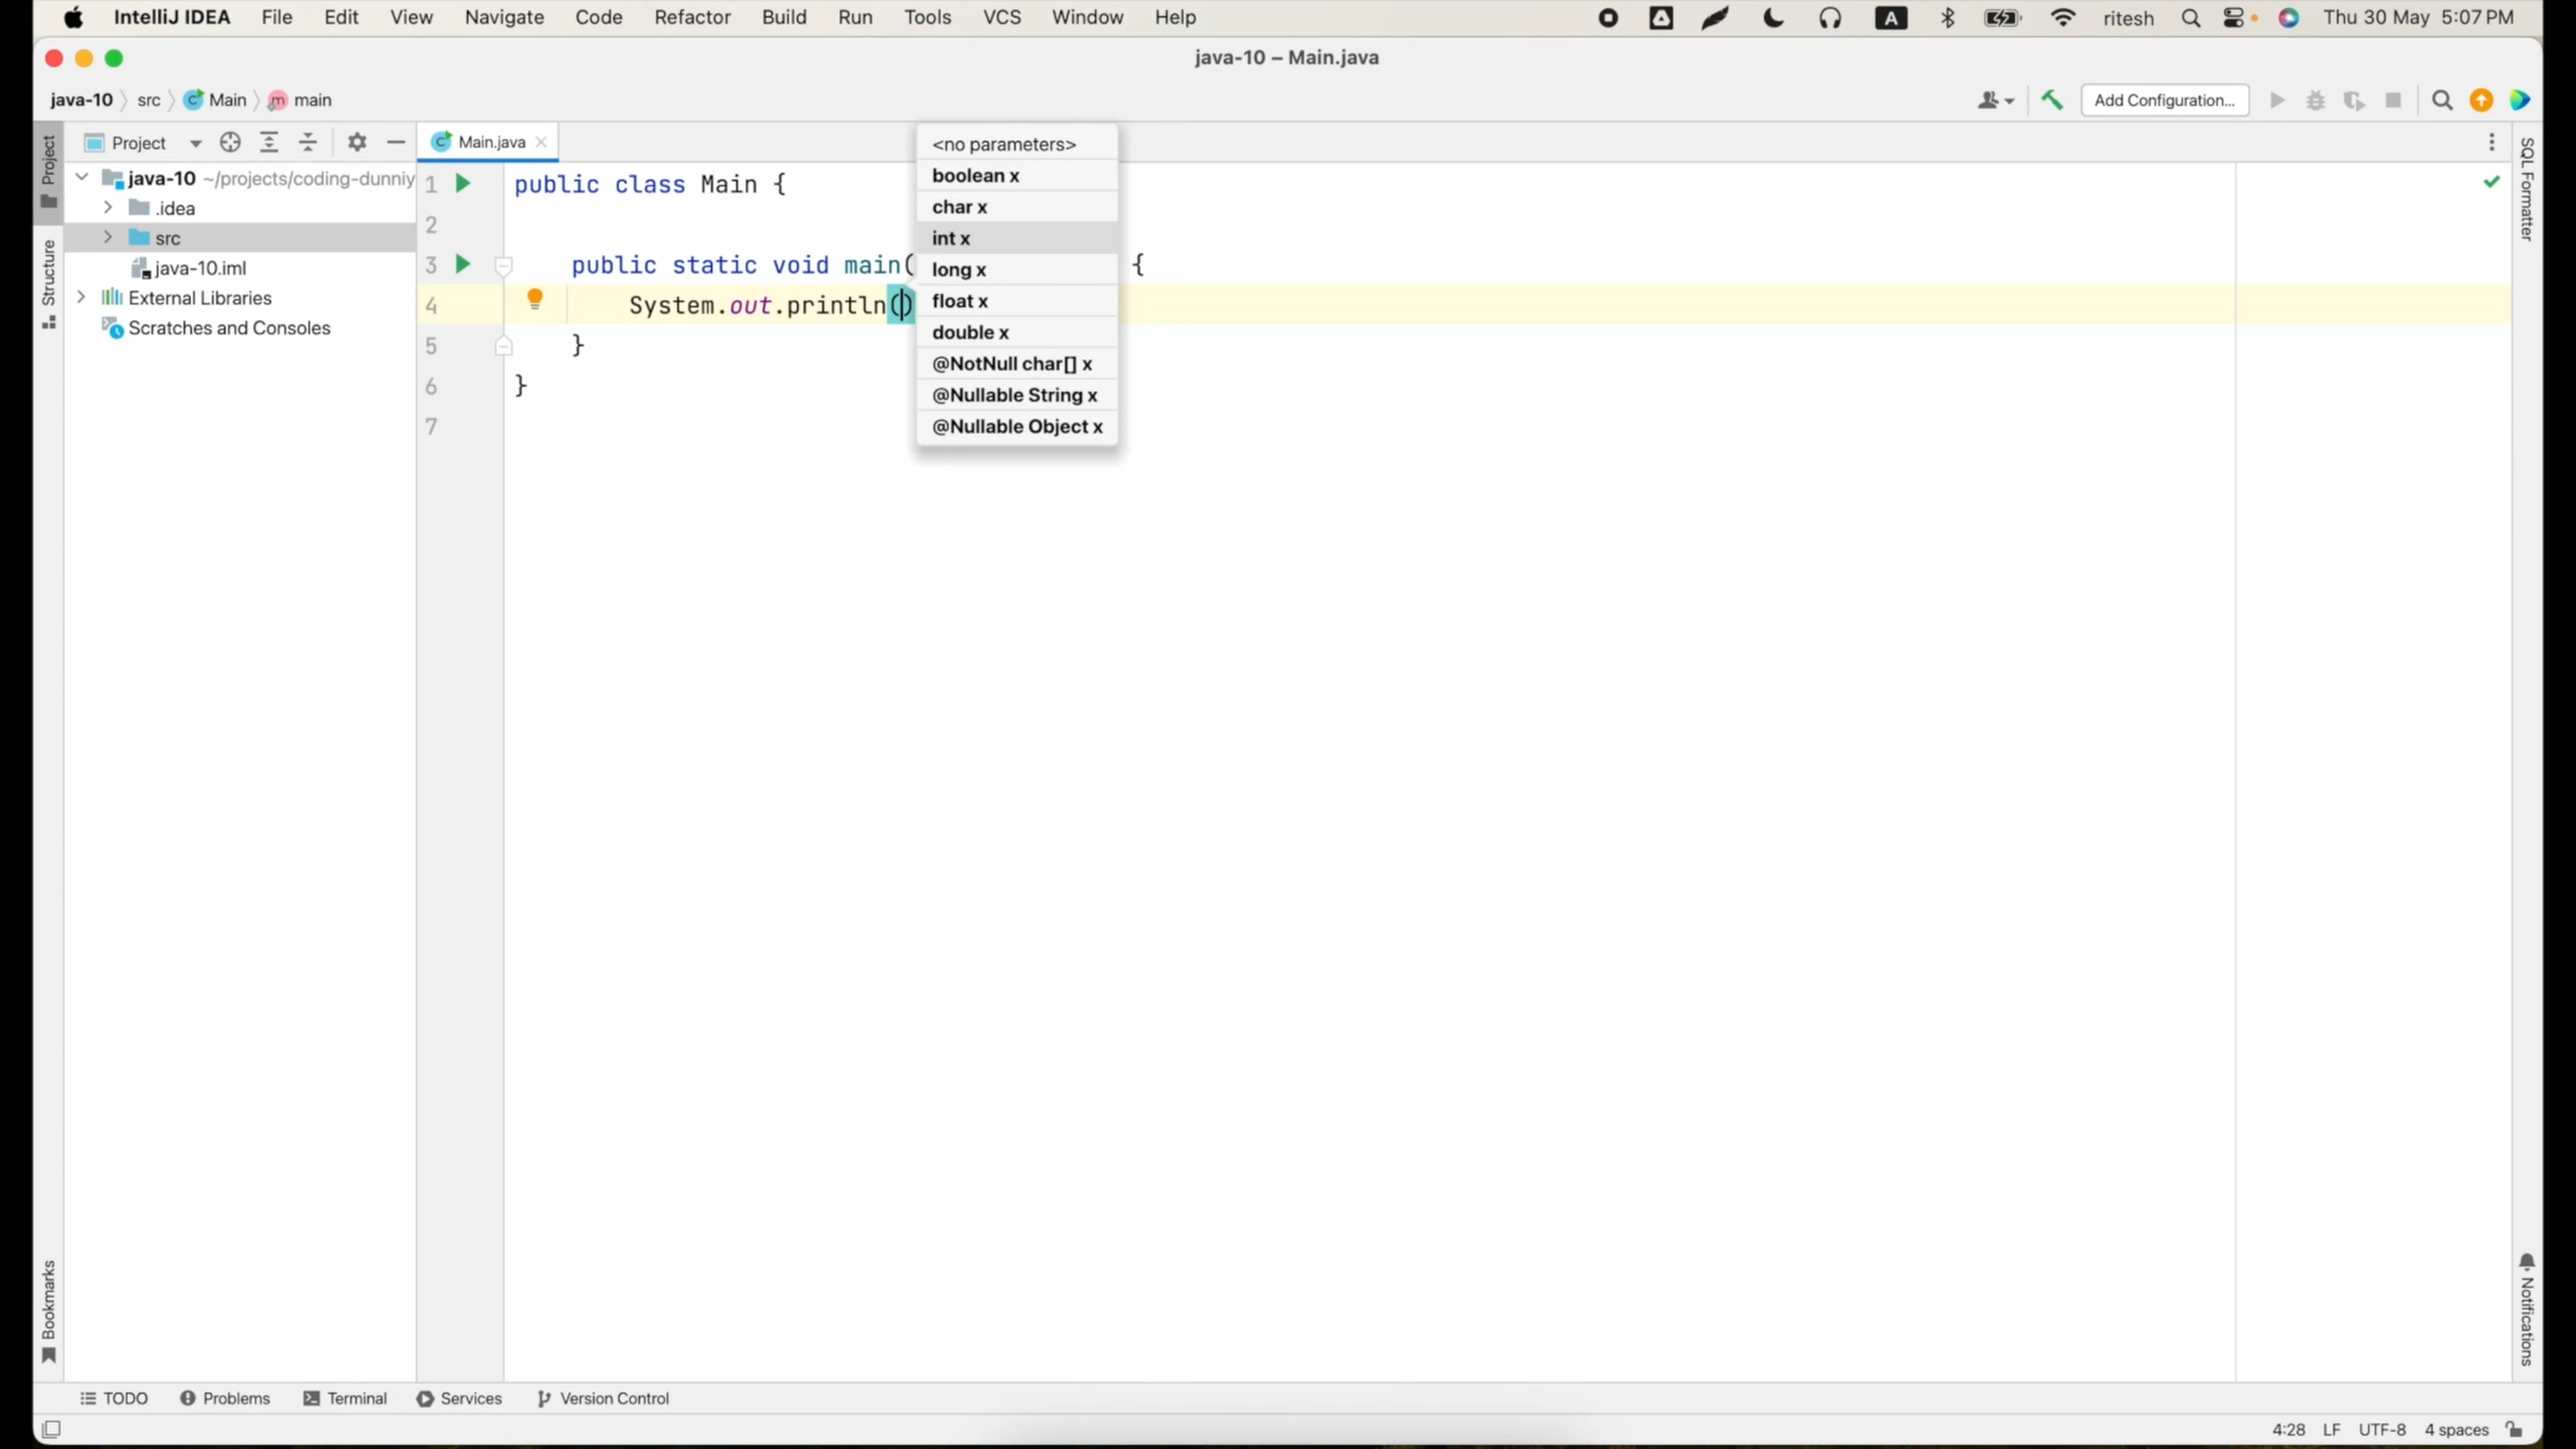 IntelliJ IDEA File Edit View Navigate Code Refactor Build Run Tools VCS Window Help A ritesh Thu 30 May 5:07 PM
java-10 – Main.java
java-10 src Main main Add Configuration...
Project
Main.java
<no parameters>
boolean x
char x
int x
long x
float x
double x
@NotNull char[] x
@Nullable String x
@Nullable Object x
java-10 ~/projects/coding-dunniy
.idea
src
java-10.iml
External Libraries
Scratches and Consoles
1 public class Main {
2
3 public static void main( {
4 System.out.println()
5 }
6 }
7
Project
Structure
Bookmarks
SQL Formatter
Notifications
TODO Problems Terminal Services Version Control
4:28 LF UTF-8 4 spaces